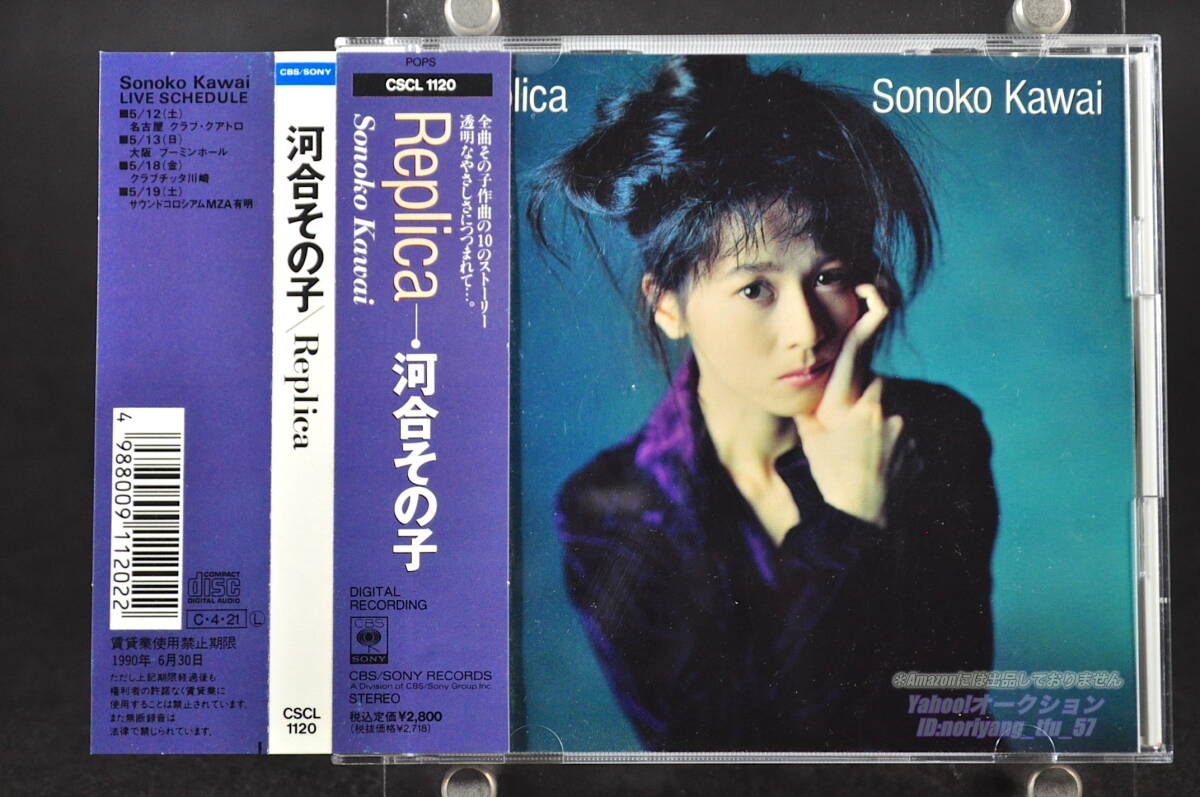 Sonoko Kawai
LIVE SCHEDULE
■5/12(土)
名古屋 クラブ・クアトロ
■5/13(日)
大阪 ブーミンホール
■5/18(金)
クラブチッタ川崎
■5/19(土)
サウンドコロシアムMZA有明
4 988009 112022
COMPACT
disc
DIGITAL AUDIO
C・4・21 L
賃貸業使用禁止期限
1990年 6月30日
ただし上記期限経過後も
権利者の許諾なく賃貸業に
使用することは禁止されています。
また無断録音は
法律で禁じられています。
CBS/SONY
河合その子/Replica
CSCL
1120
POPS
CSCL 1120
全曲その子作曲の10のストーリー
透明なやさしさにつつまれて…。
Replica—●河合その子
Sonoko Kawai
DIGITAL
RECORDING
CBS
SONY
CBS/SONY RECORDS
A Division of CBS/Sony Group Inc.
STEREO
税込定価¥2,800
(税抜価格¥2,718)
plica
Sonoko Kawai
※Amazonには出品しておりません
Yahoo!オークション
ID:noriyang_tfu_57